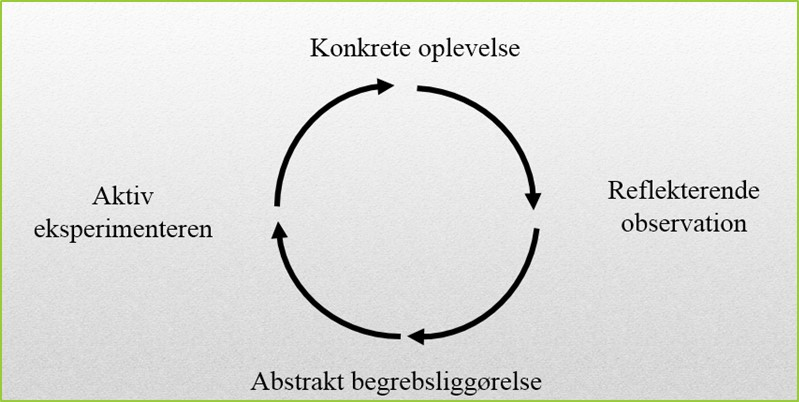 Konkrete oplevelse
Aktiv
eksperimenteren
Reflekterende
observation
Abstrakt begrebsliggørelse